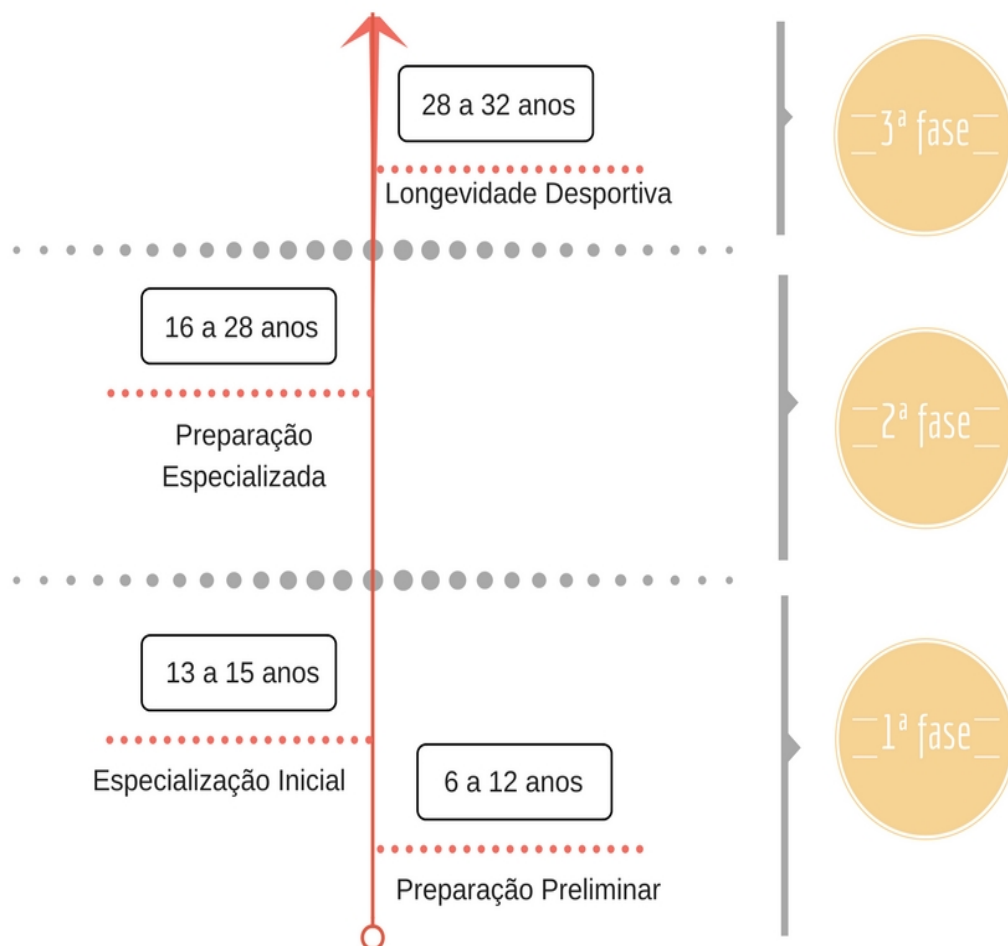 28 a 32 anos
Longevidade Desportiva
3ª fase
16 a 28 anos
Preparação
Especializada
2ª fase
13 a 15 anos
Especialização Inicial
6 a 12 anos
Preparação Preliminar
1ª fase